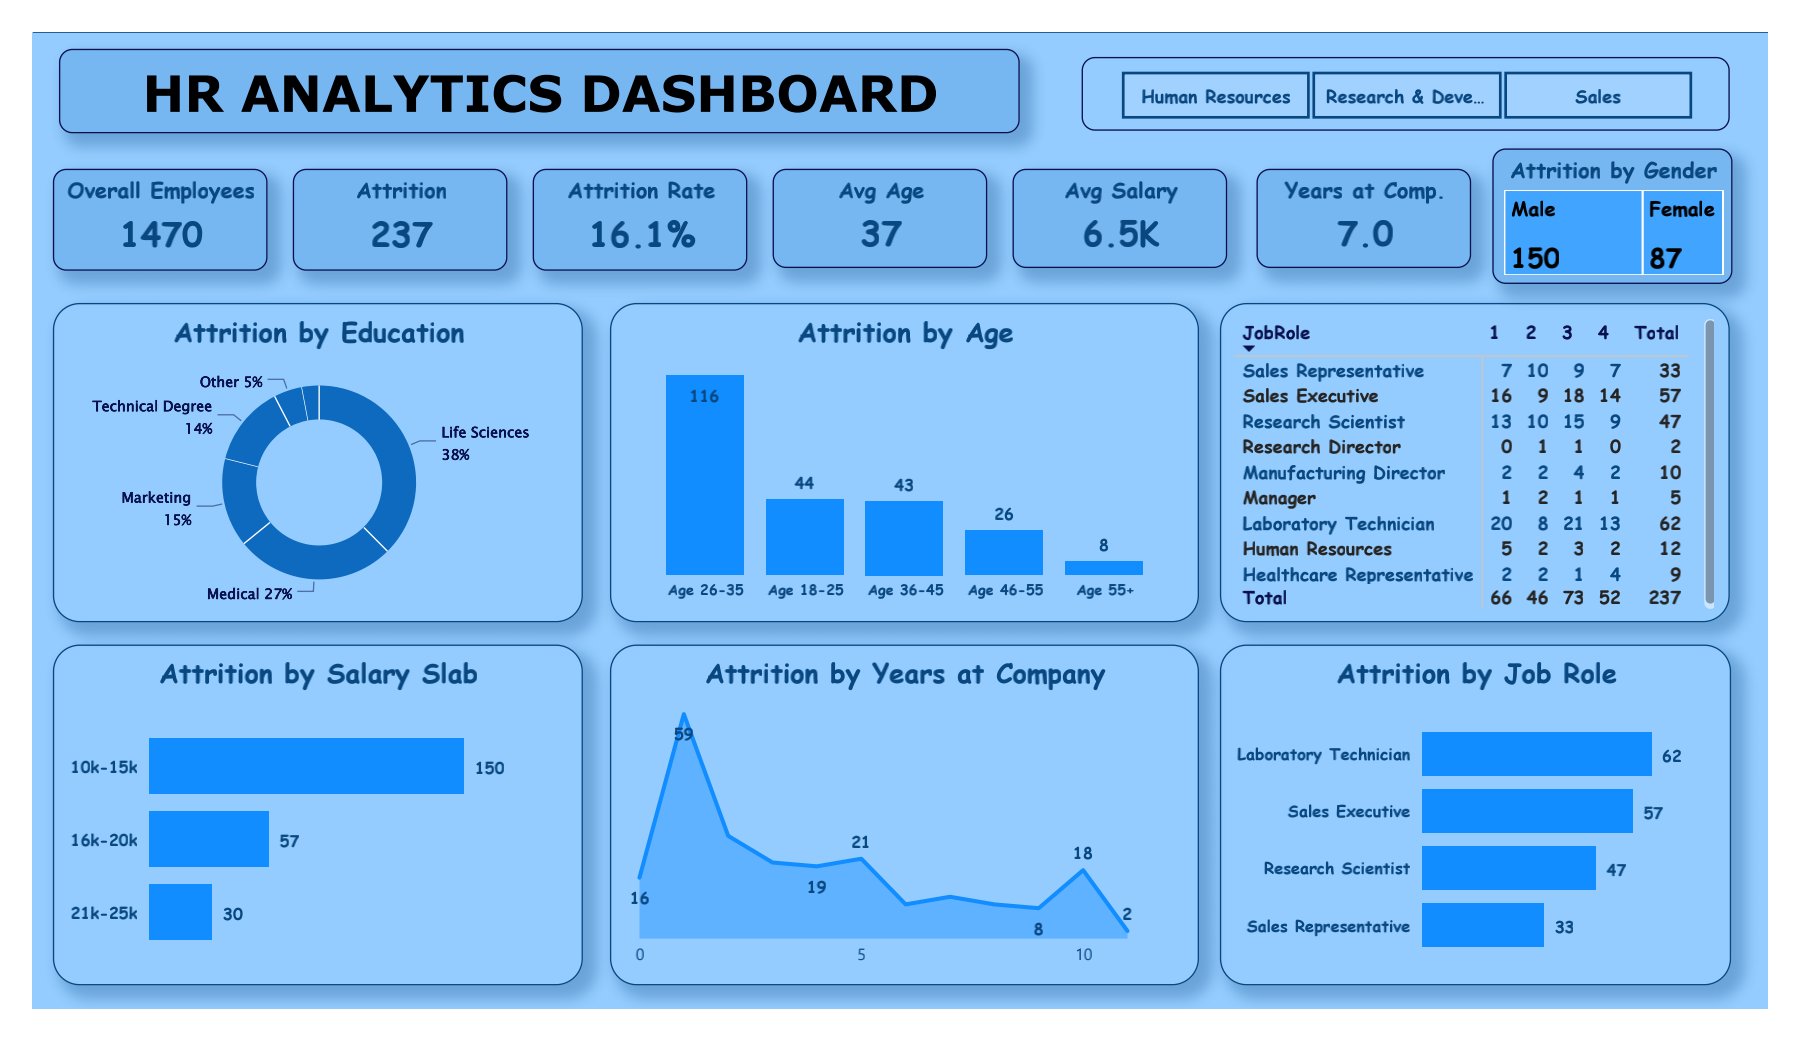 HR ANALYTICS DASHBOARD
Human Resources
Research & Deve...
Sales
Overall Employees
1470
Attrition
237
Attrition Rate
16.1%
Avg Age
37
Avg Salary
6.5K
Years at Comp.
7.0
Attrition by Gender
Male
150
Female
87
Attrition by Education
Other 5%
Technical Degree
14%
Life Sciences
38%
Marketing
15%
Medical 27%
Attrition by Age
116
44
43
26
8
Age 26-35
Age 18-25
Age 36-45
Age 46-55
Age 55+
JobRole 1 2 3 4 Total
Sales Representative 7 10 9 7 33
Sales Executive 16 9 18 14 57
Research Scientist 13 10 15 9 47
Research Director 0 1 1 0 2
Manufacturing Director 2 2 4 2 10
Manager 1 2 1 1 5
Laboratory Technician 20 8 21 13 62
Human Resources 5 2 3 2 12
Healthcare Representative 2 2 1 4 9
Total 66 46 73 52 237
Attrition by Salary Slab
10k-15k 150
16k-20k 57
21k-25k 30
Attrition by Years at Company
59
16
19
21
8
18
2
0 5 10
Attrition by Job Role
Laboratory Technician 62
Sales Executive 57
Research Scientist 47
Sales Representative 33